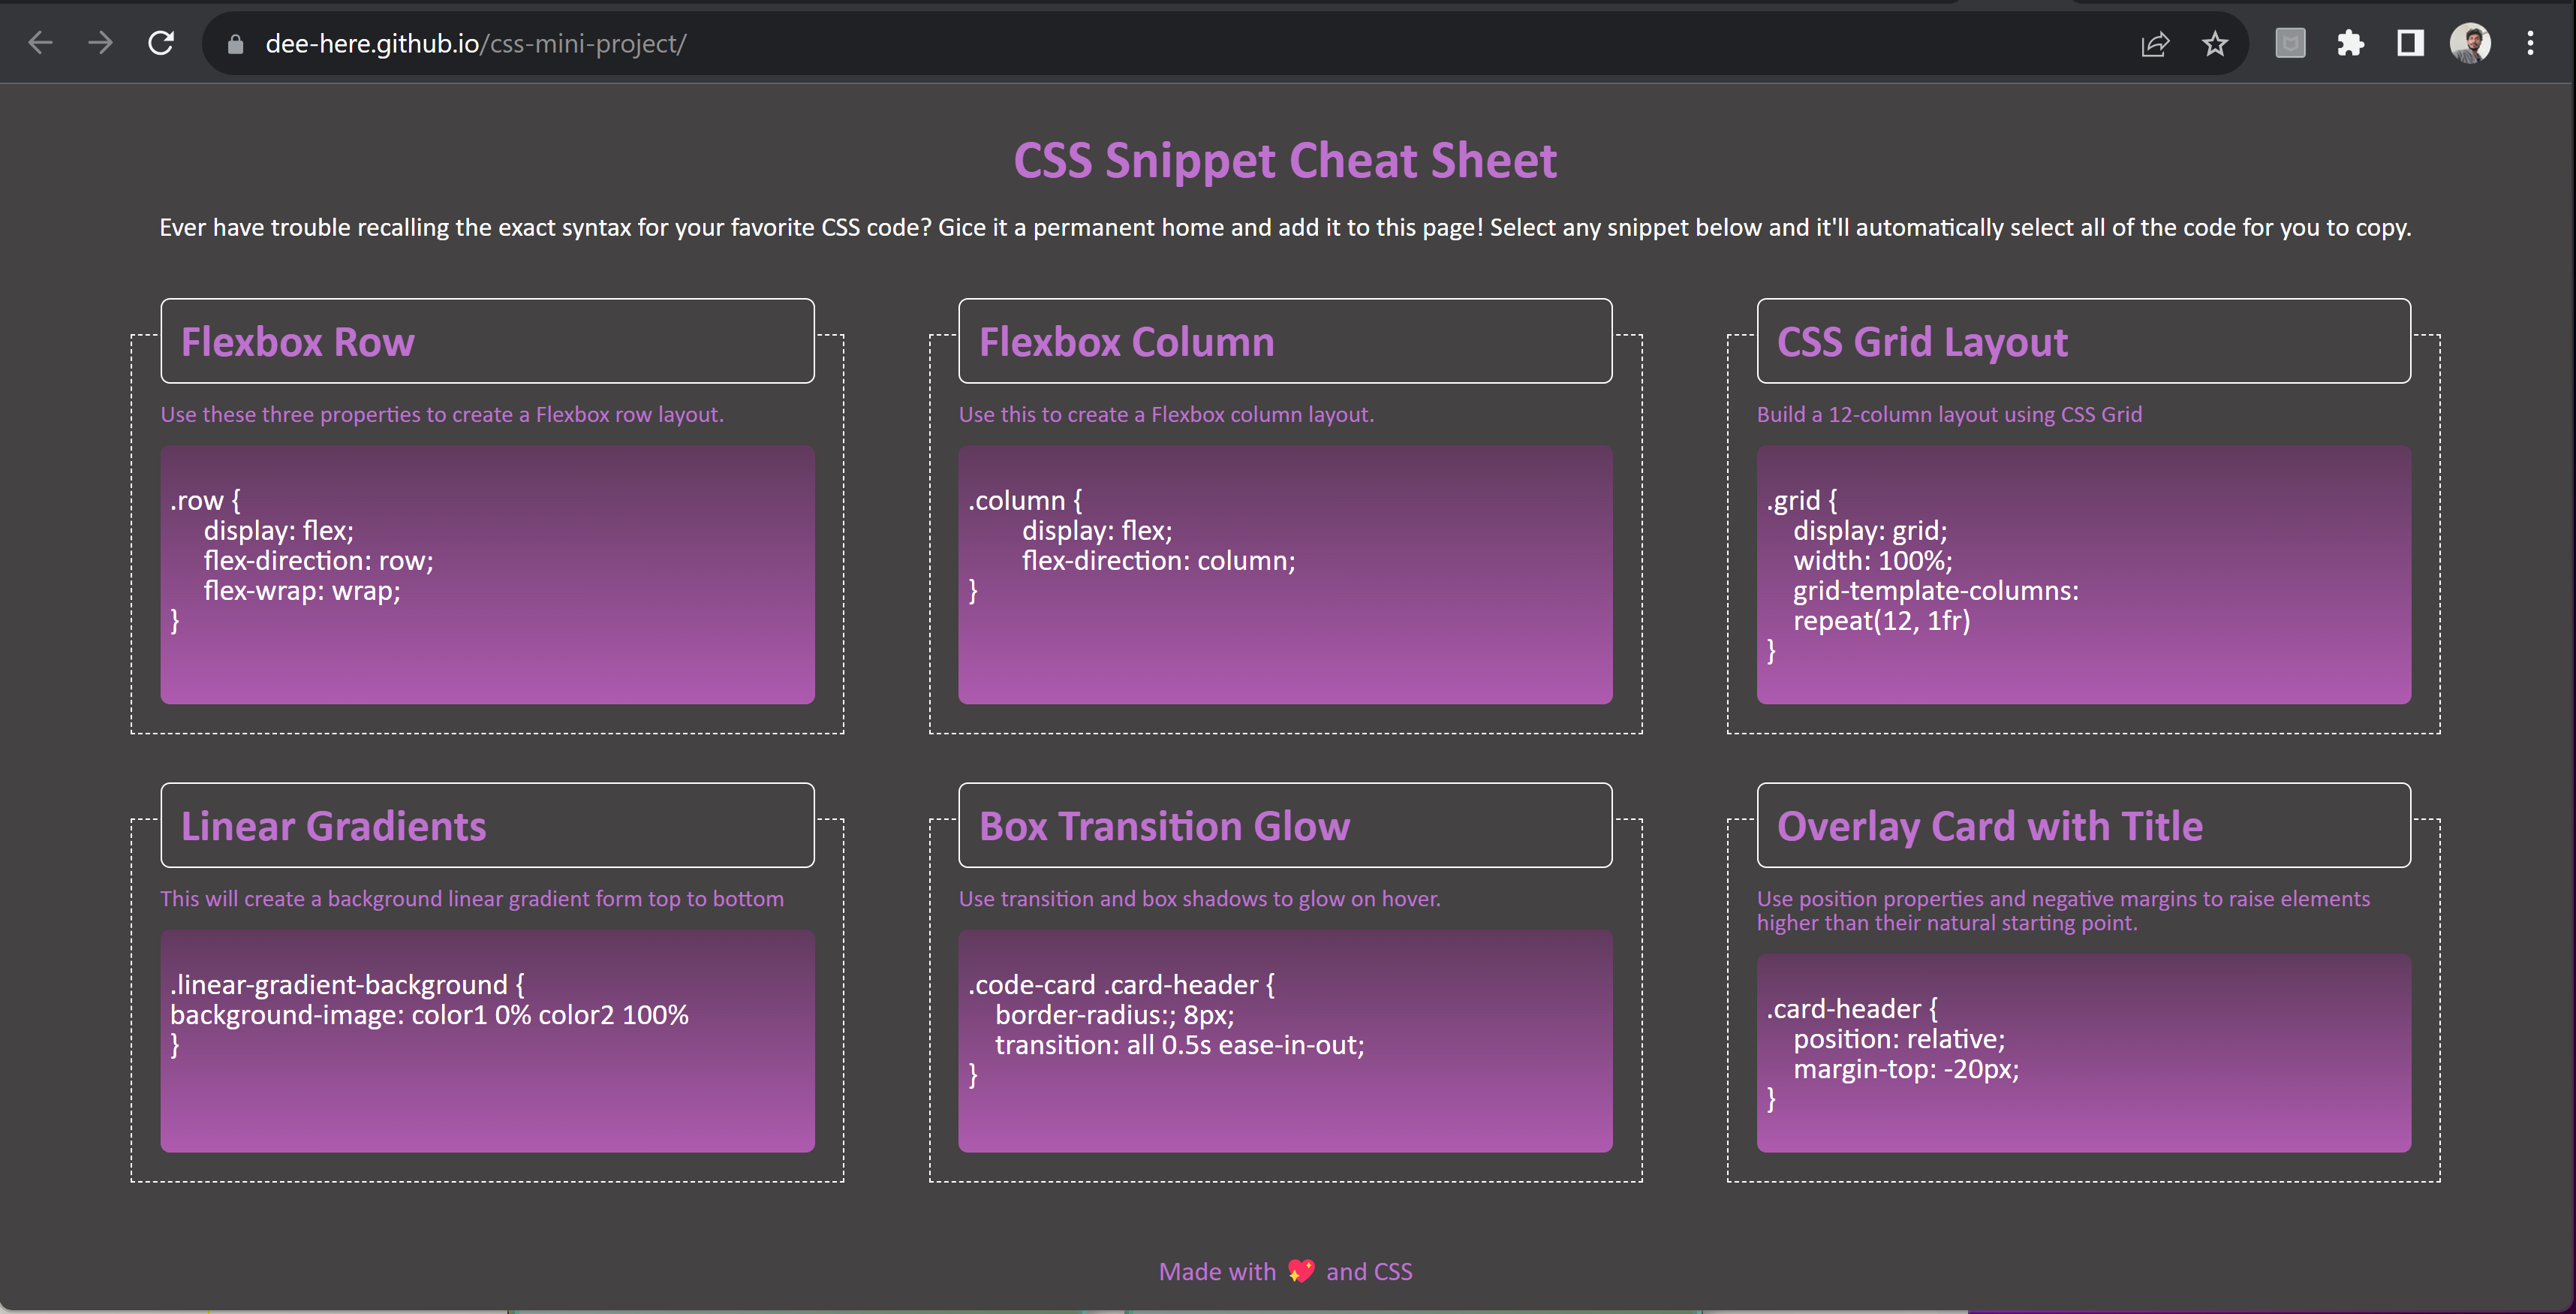 dee-here.github.io/css-mini-project/
CSS Snippet Cheat Sheet
Ever have trouble recalling the exact syntax for your favorite CSS code? Gice it a permanent home and add it to this page! Select any snippet below and it'll automatically select all of the code for you to copy.
Flexbox Row
Use these three properties to create a Flexbox row layout.
.row {
display: flex;
flex-direction: row;
flex-wrap: wrap;
}
Flexbox Column
Use this to create a Flexbox column layout.
.column {
display: flex;
flex-direction: column;
}
CSS Grid Layout
Build a 12-column layout using CSS Grid
.grid {
display: grid;
width: 100%;
grid-template-columns:
repeat(12, 1fr)
}
Linear Gradients
This will create a background linear gradient form top to bottom
.linear-gradient-background {
background-image: color1 0% color2 100%
}
Box Transition Glow
Use transition and box shadows to glow on hover.
.code-card .card-header {
border-radius:; 8px;
transition: all 0.5s ease-in-out;
}
Overlay Card with Title
Use position properties and negative margins to raise elements
higher than their natural starting point.
.card-header {
position: relative;
margin-top: -20px;
}
Made with 💖 and CSS